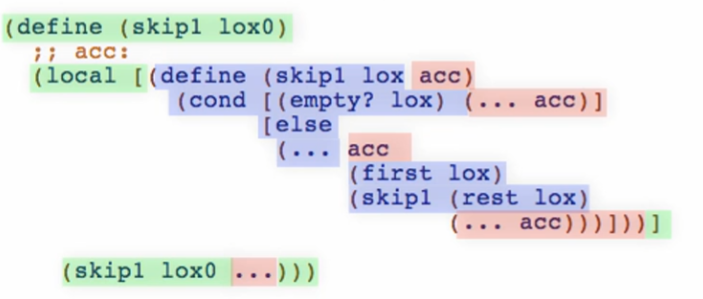 (define (skip1 lox0)
;; acc:
(local [(define (skip1 lox acc)
(cond [(empty? lox) (... acc)]
[else
(... acc
(first lox)
(skip1 (rest lox)
(... acc)))]))]
(skip1 lox0 ...)))